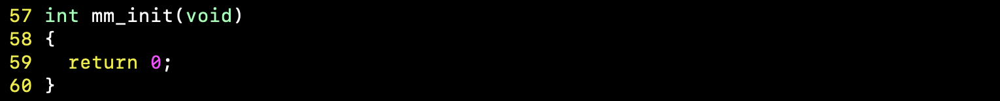 57 int mm_init(void)
58 {
59   return 0;
60 }